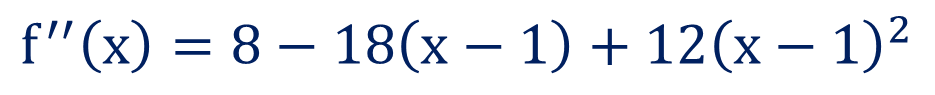 f″(x) = 8 − 18(x − 1) + 12(x − 1)²